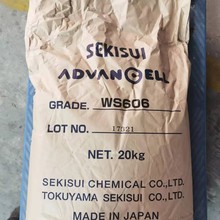 SEKISUI
ADVANCELL
GRADE. WS606
LOT NO. 17521
NET. 20kg
SEKISUI CHEMICAL CO.,LTD.
TOKUYAMA SEKISUI CO.,LTD.
MADE IN JAPAN